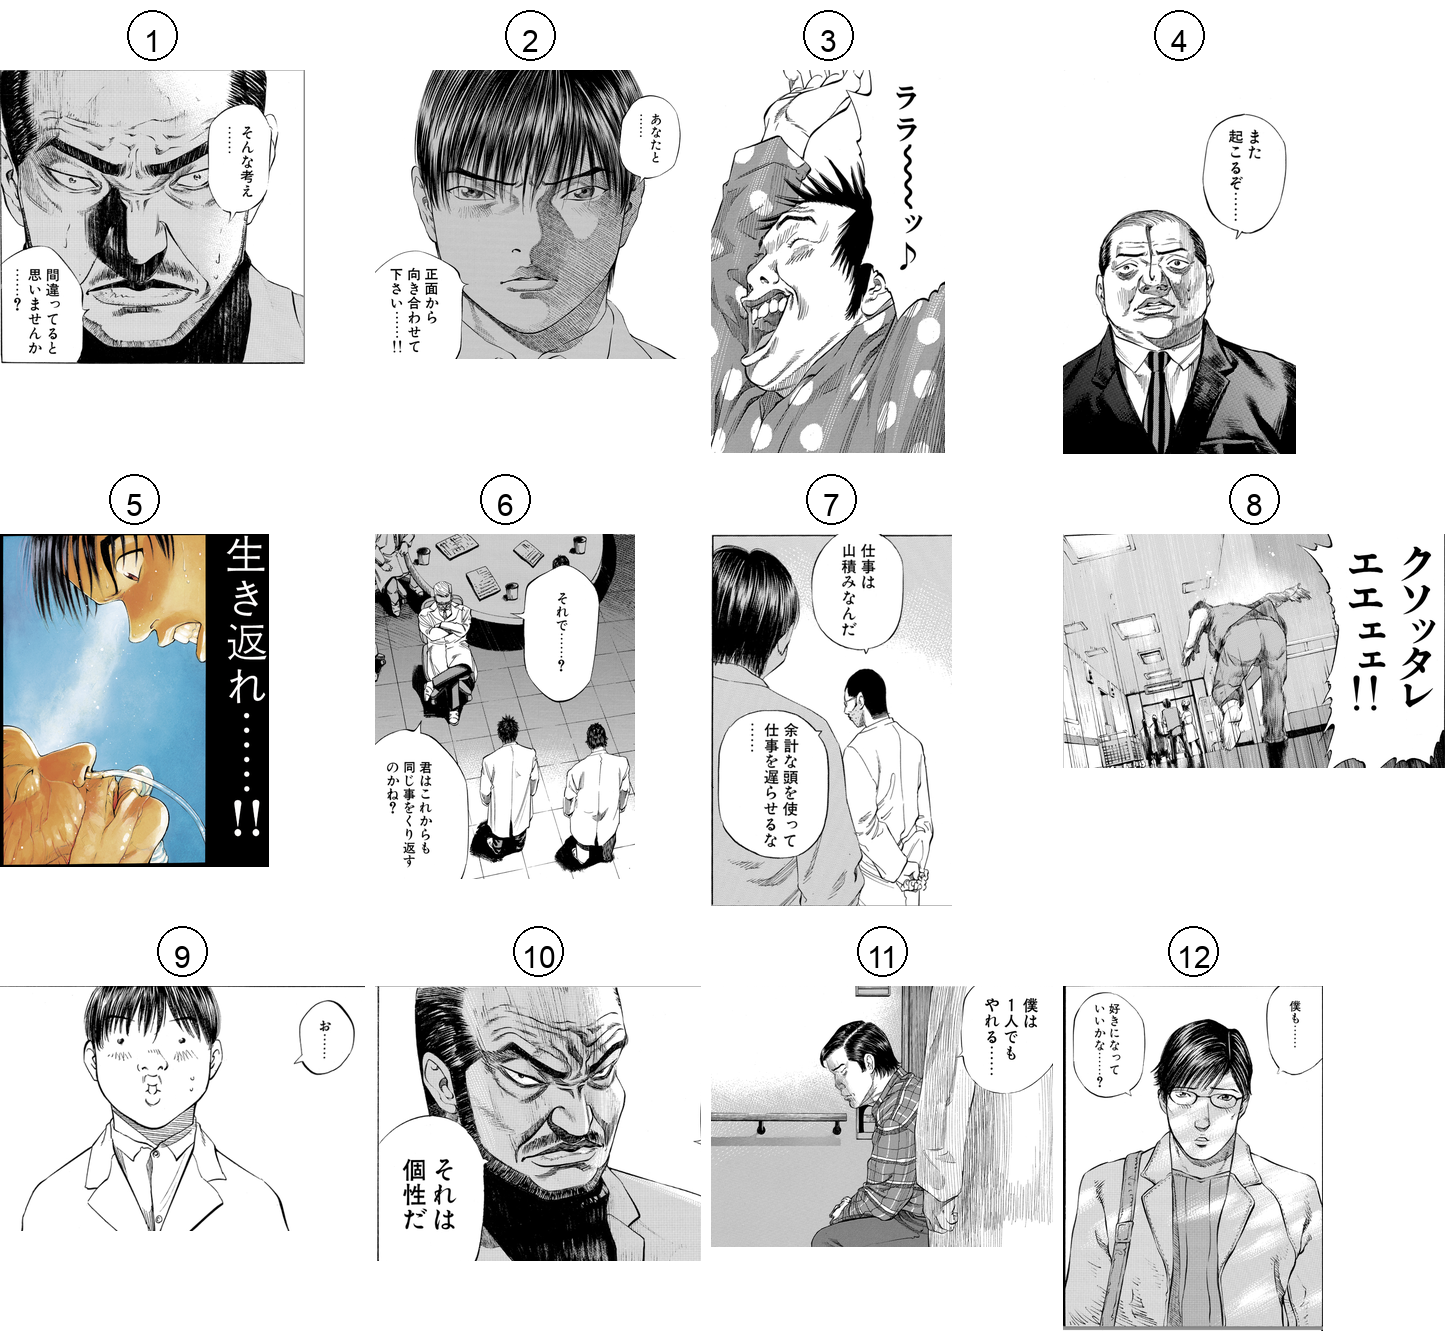 1
そんな考え
……
間違ってると
思いませんか
……?
2
あなたと
……
正面から
向き合わせて
下さい……!!
3
ララ〜〜〜ッ♪
4
また
起こるぞ……
5
生き返れ……!!
6
それで……?
君はこれからも
同じ事をくり返す
のかね?
7
仕事は
山積みなんだ
余計な頭を使って
仕事を遅らせるな
……
8
クソッタレ
エエェェ!!
9
お……
10
それは
個性だ
11
僕は
1人でも
やれる……
12
僕も……
好きになって
いいかな……?